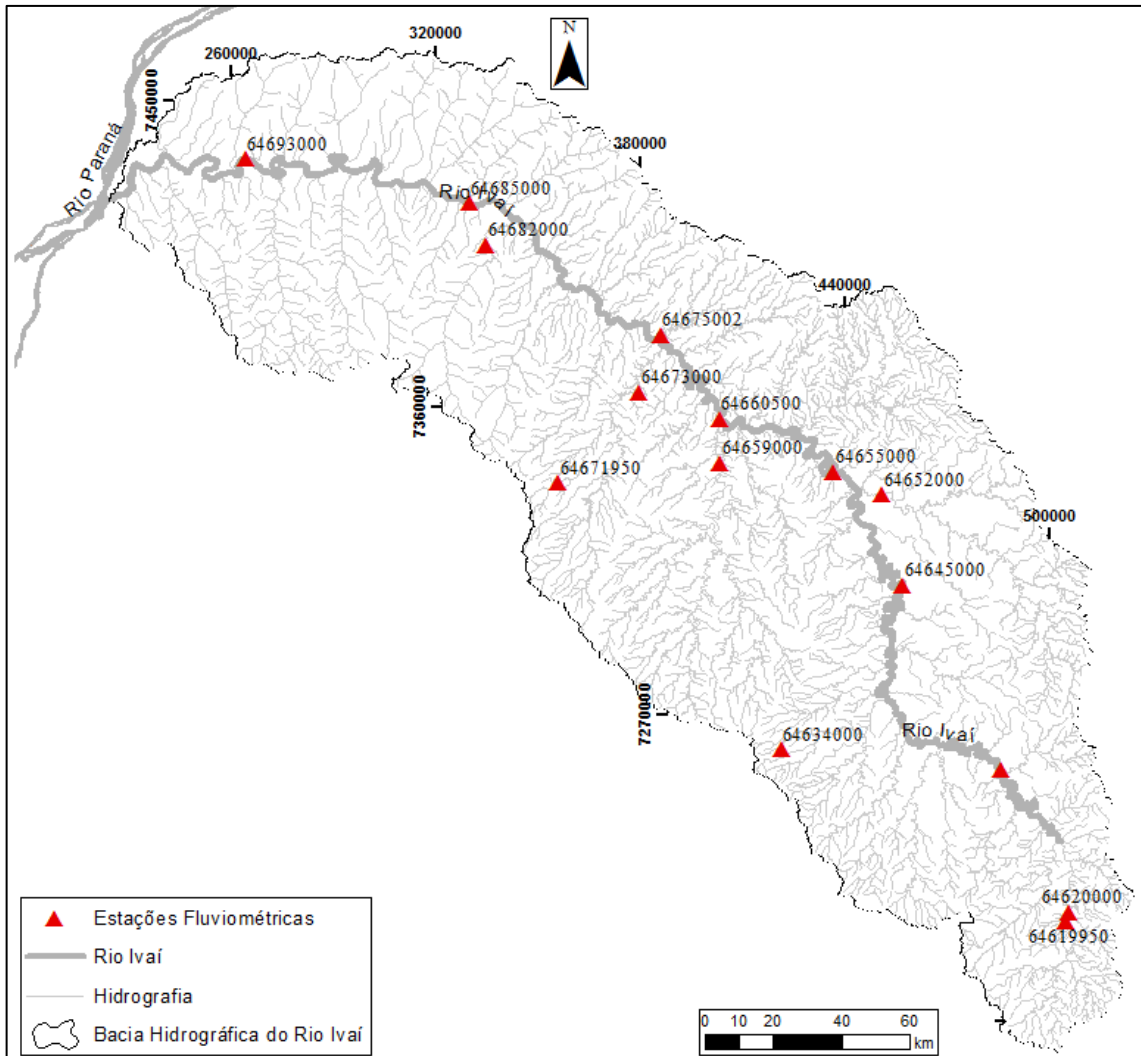 N
320000
260000
7450000
64693000
380000
Rio Paraná
64685000
Rio Ivaí
64682000
440000
64675002
64673000
7360000
64660500
64659000
64655000
64671950
64652000
500000
64645000
7270000
64634000
Rio Ivaí
64620000
64619950
Estações Fluviométricas
Rio Ivaí
Hidrografia
Bacia Hidrográfica do Rio Ivaí
0 10 20 40 60
km